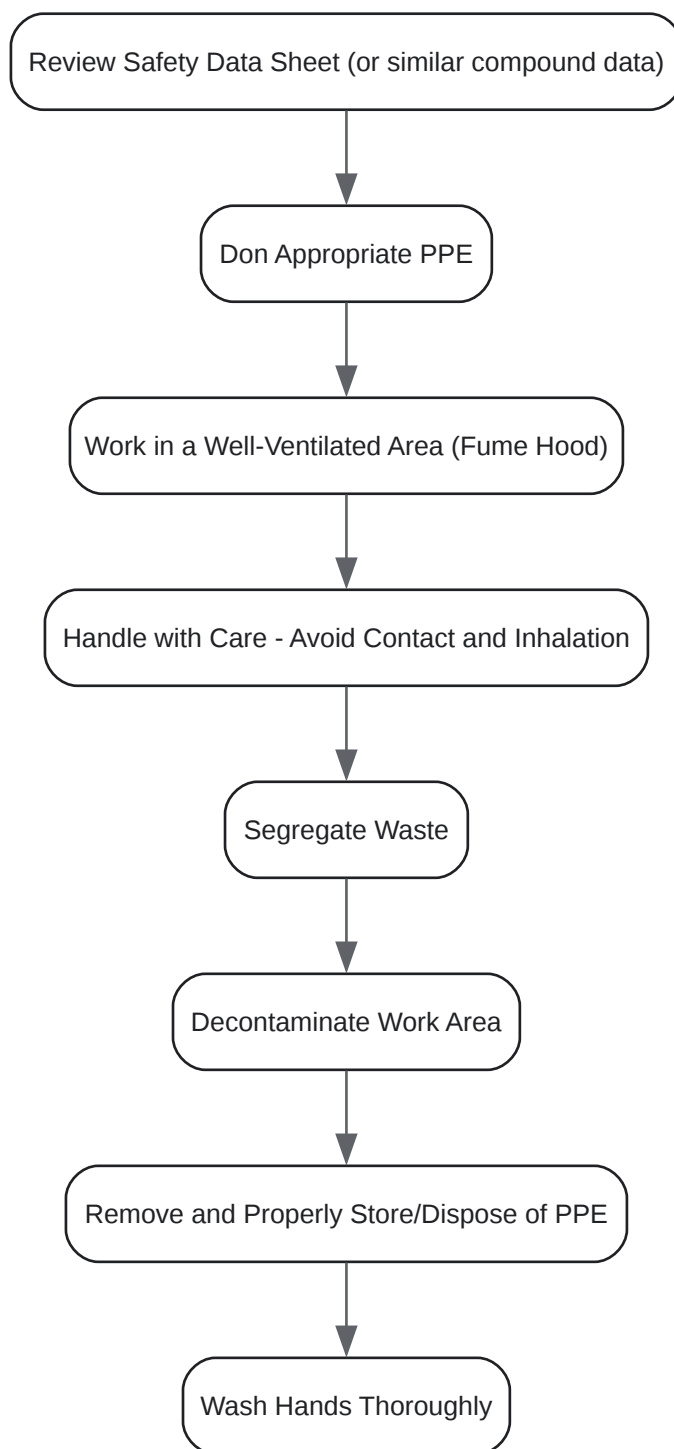 Review Safety Data Sheet (or similar compound data)
Don Appropriate PPE
Work in a Well-Ventilated Area (Fume Hood)
Handle with Care - Avoid Contact and Inhalation
Segregate Waste
Decontaminate Work Area
Remove and Properly Store/Dispose of PPE
Wash Hands Thoroughly